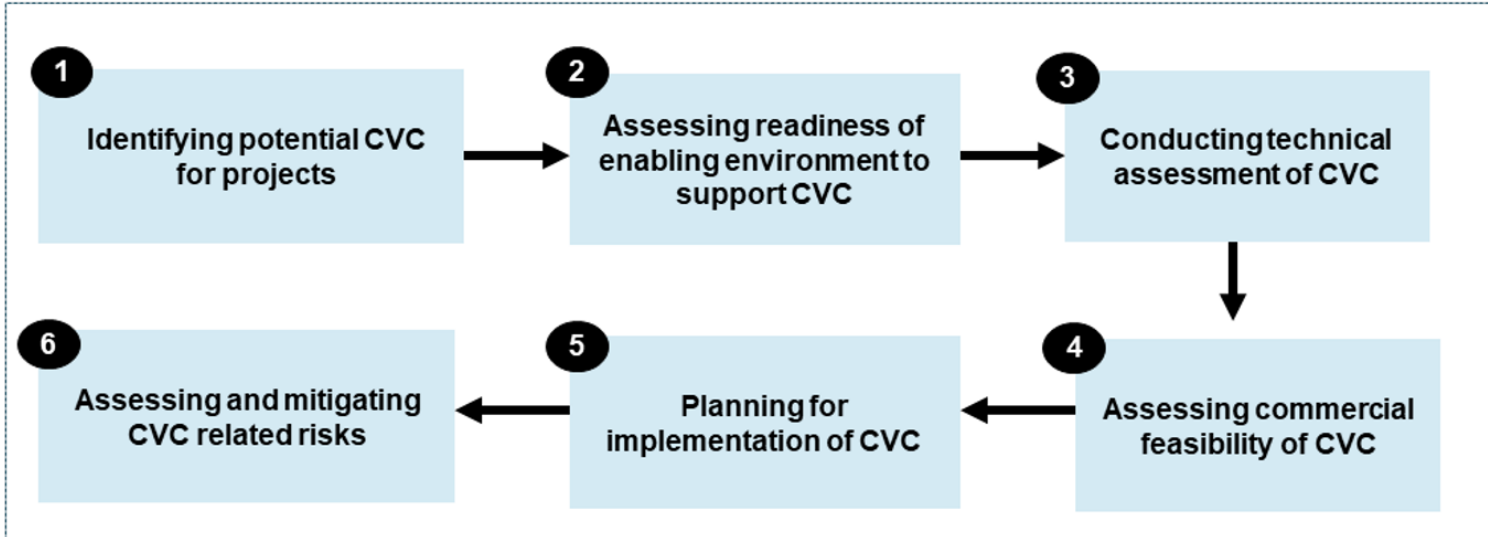 1
Identifying potential CVC
for projects
2
Assessing readiness of
enabling environment to
support CVC
3
Conducting technical
assessment of CVC
4
Assessing commercial
feasibility of CVC
5
Planning for
implementation of CVC
6
Assessing and mitigating
CVC related risks